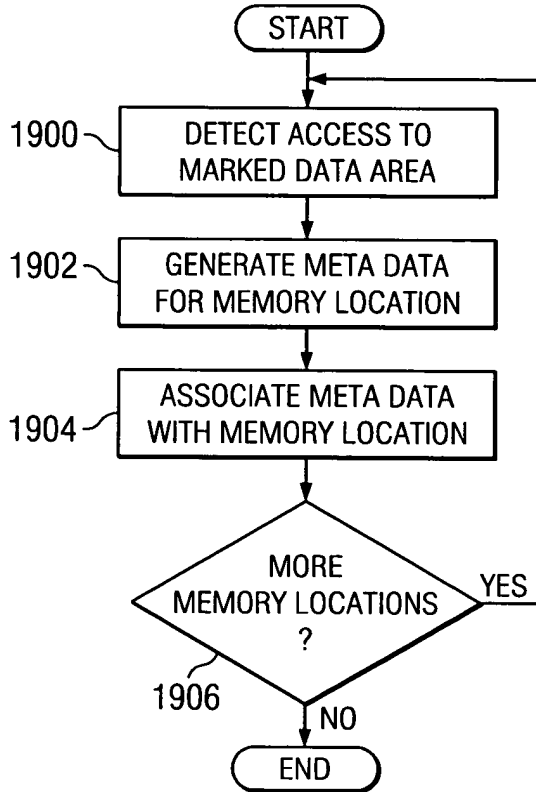 START
1900
DETECT ACCESS TO
MARKED DATA AREA
1902
GENERATE META DATA
FOR MEMORY LOCATION
1904
ASSOCIATE META DATA
WITH MEMORY LOCATION
MORE
MEMORY LOCATIONS
?
YES
1906
NO
END